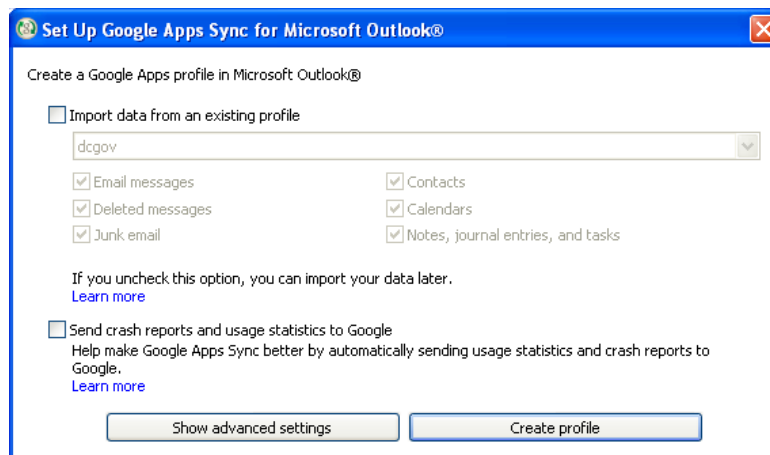 Set Up Google Apps Sync for Microsoft Outlook®
Create a Google Apps profile in Microsoft Outlook®
Import data from an existing profile
dcgov
Email messages
Contacts
Deleted messages
Calendars
Junk email
Notes, journal entries, and tasks
If you uncheck this option, you can import your data later.
Learn more
Send crash reports and usage statistics to Google
Help make Google Apps Sync better by automatically sending usage statistics and crash reports to
Google.
Learn more
Show advanced settings
Create profile